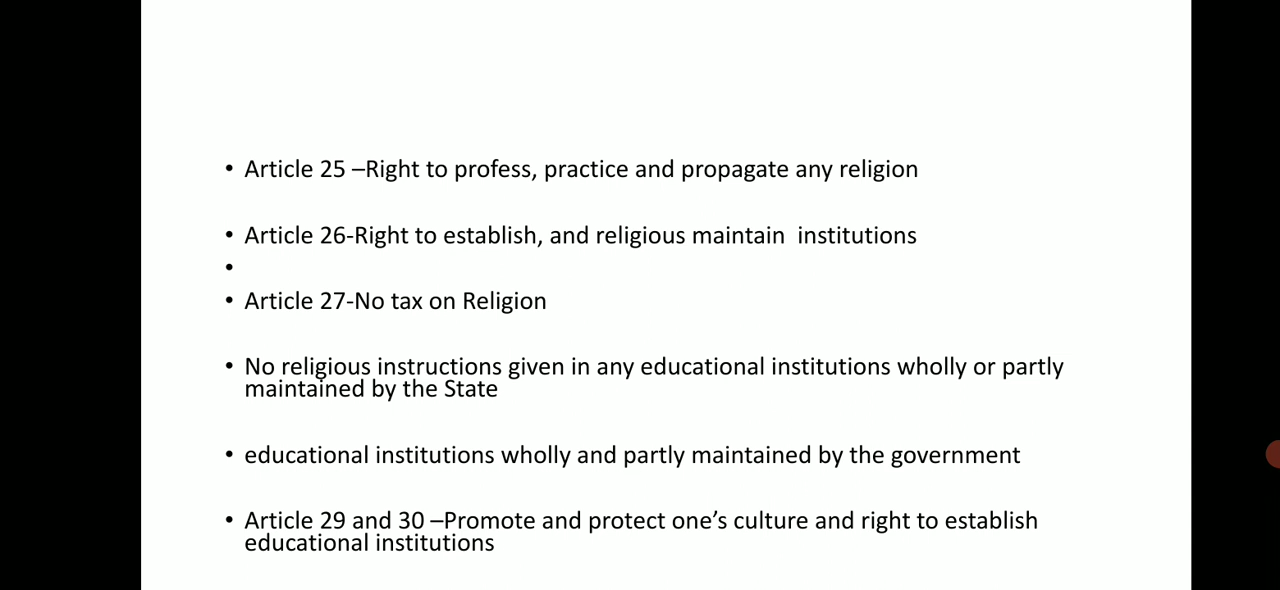 • Article 25 –Right to profess, practice and propagate any religion
• Article 26-Right to establish, and religious maintain  institutions
•
• Article 27-No tax on Religion
• No religious instructions given in any educational institutions wholly or partly
maintained by the State
• educational institutions wholly and partly maintained by the government
• Article 29 and 30 –Promote and protect one’s culture and right to establish
educational institutions